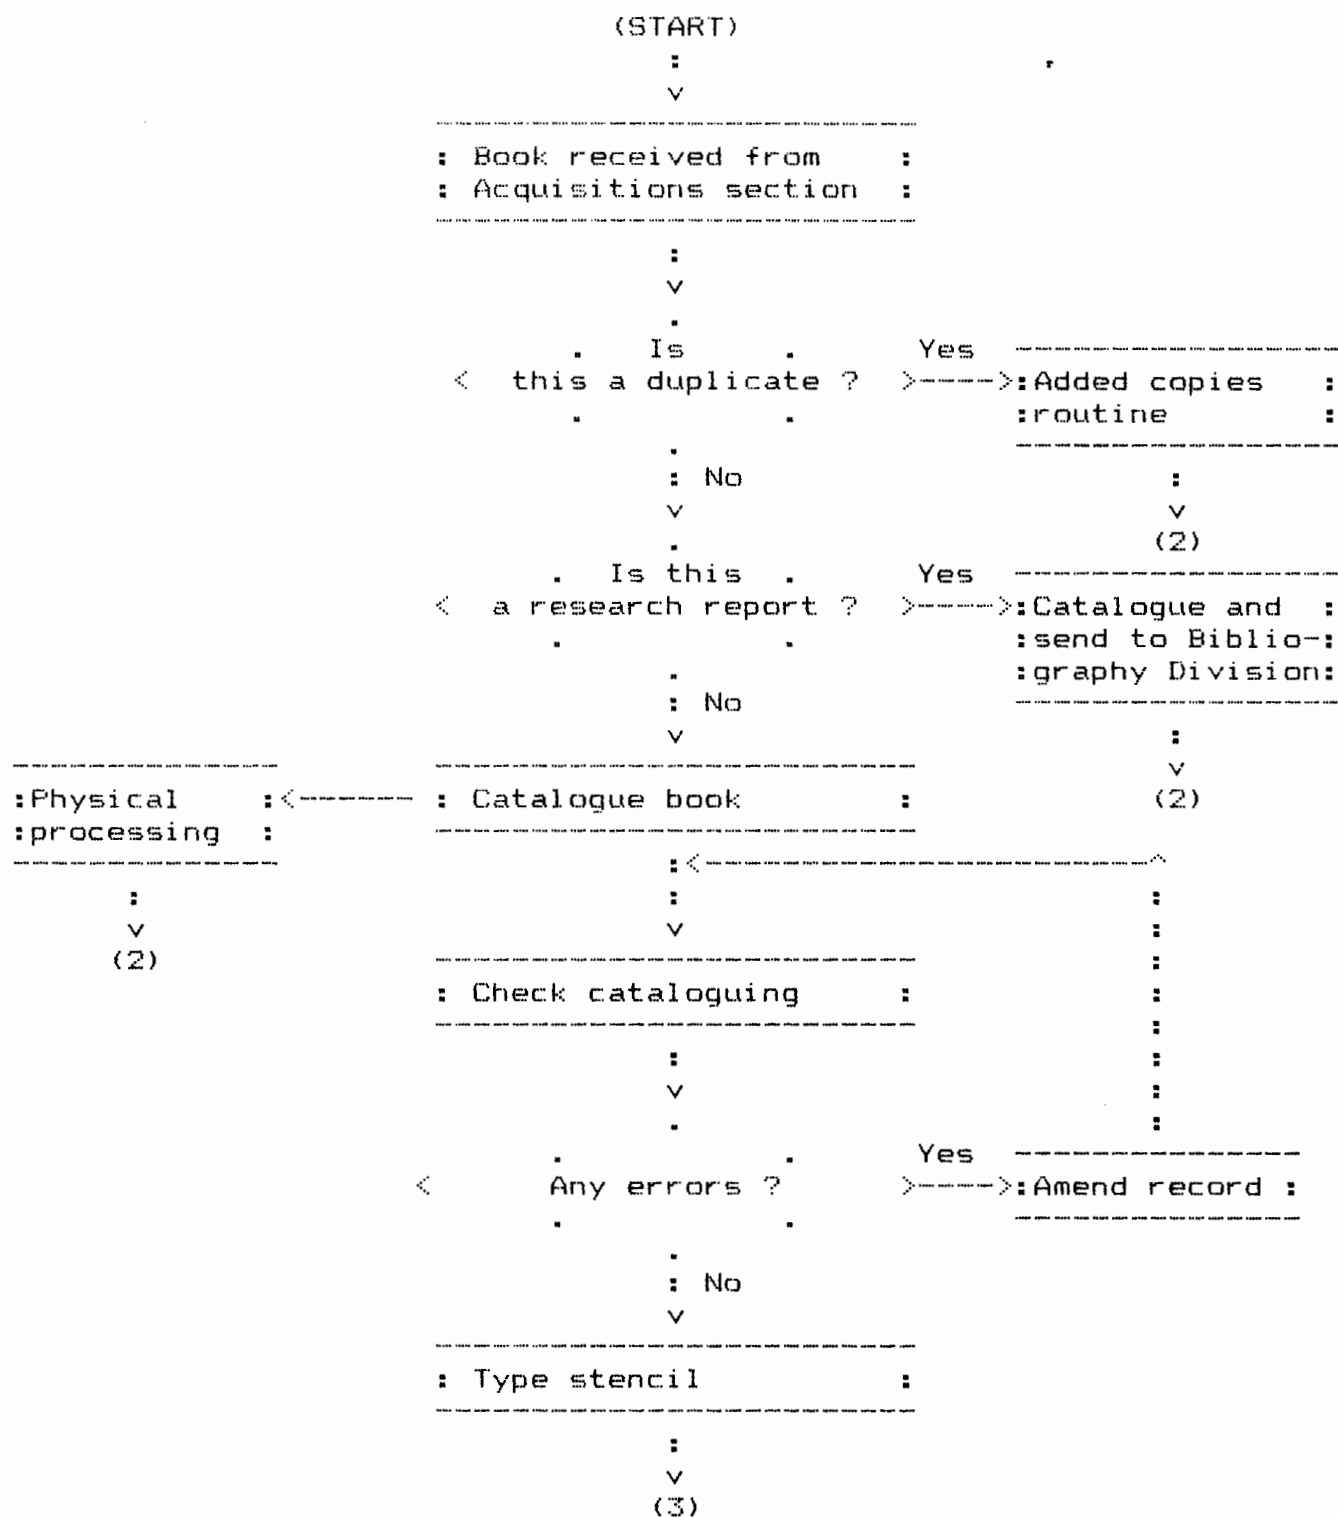 (START)
Book received from
Acquisitions section
Is
this a duplicate ?
Yes
Added copies
routine
No
(2)
Is this
a research report ?
Yes
Catalogue and
send to Biblio-
graphy Division
No
(2)
Physical
processing
Catalogue book
(2)
Check cataloguing
Any errors ?
Yes
Amend record
No
Type stencil
(3)